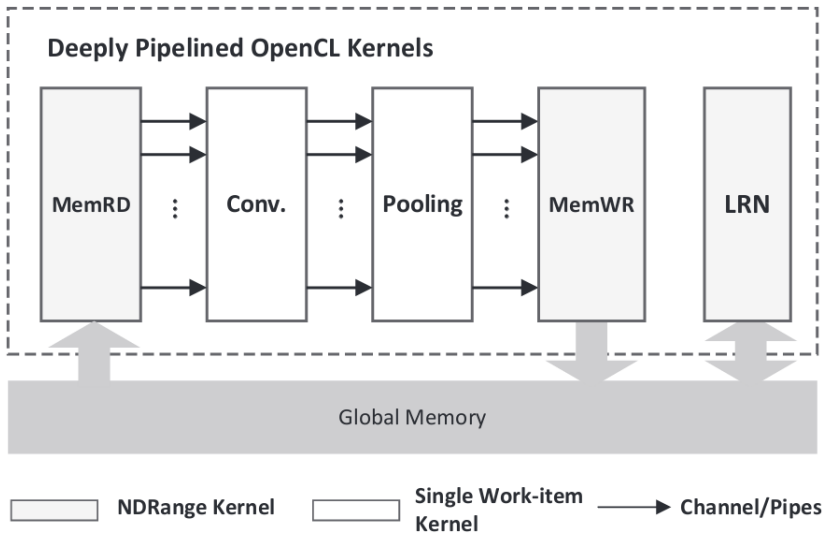 Deeply Pipelined OpenCL Kernels
MemRD
Conv.
Pooling
MemWR
LRN
Global Memory
NDRange Kernel
Single Work-item
Kernel
Channel/Pipes